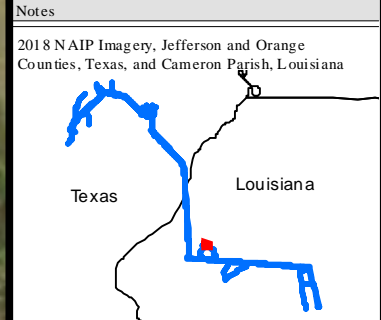 Notes
2018 NAIP Imagery, Jefferson and Orange
Counties, Texas, and Cameron Parish, Louisiana
Texas
Louisiana